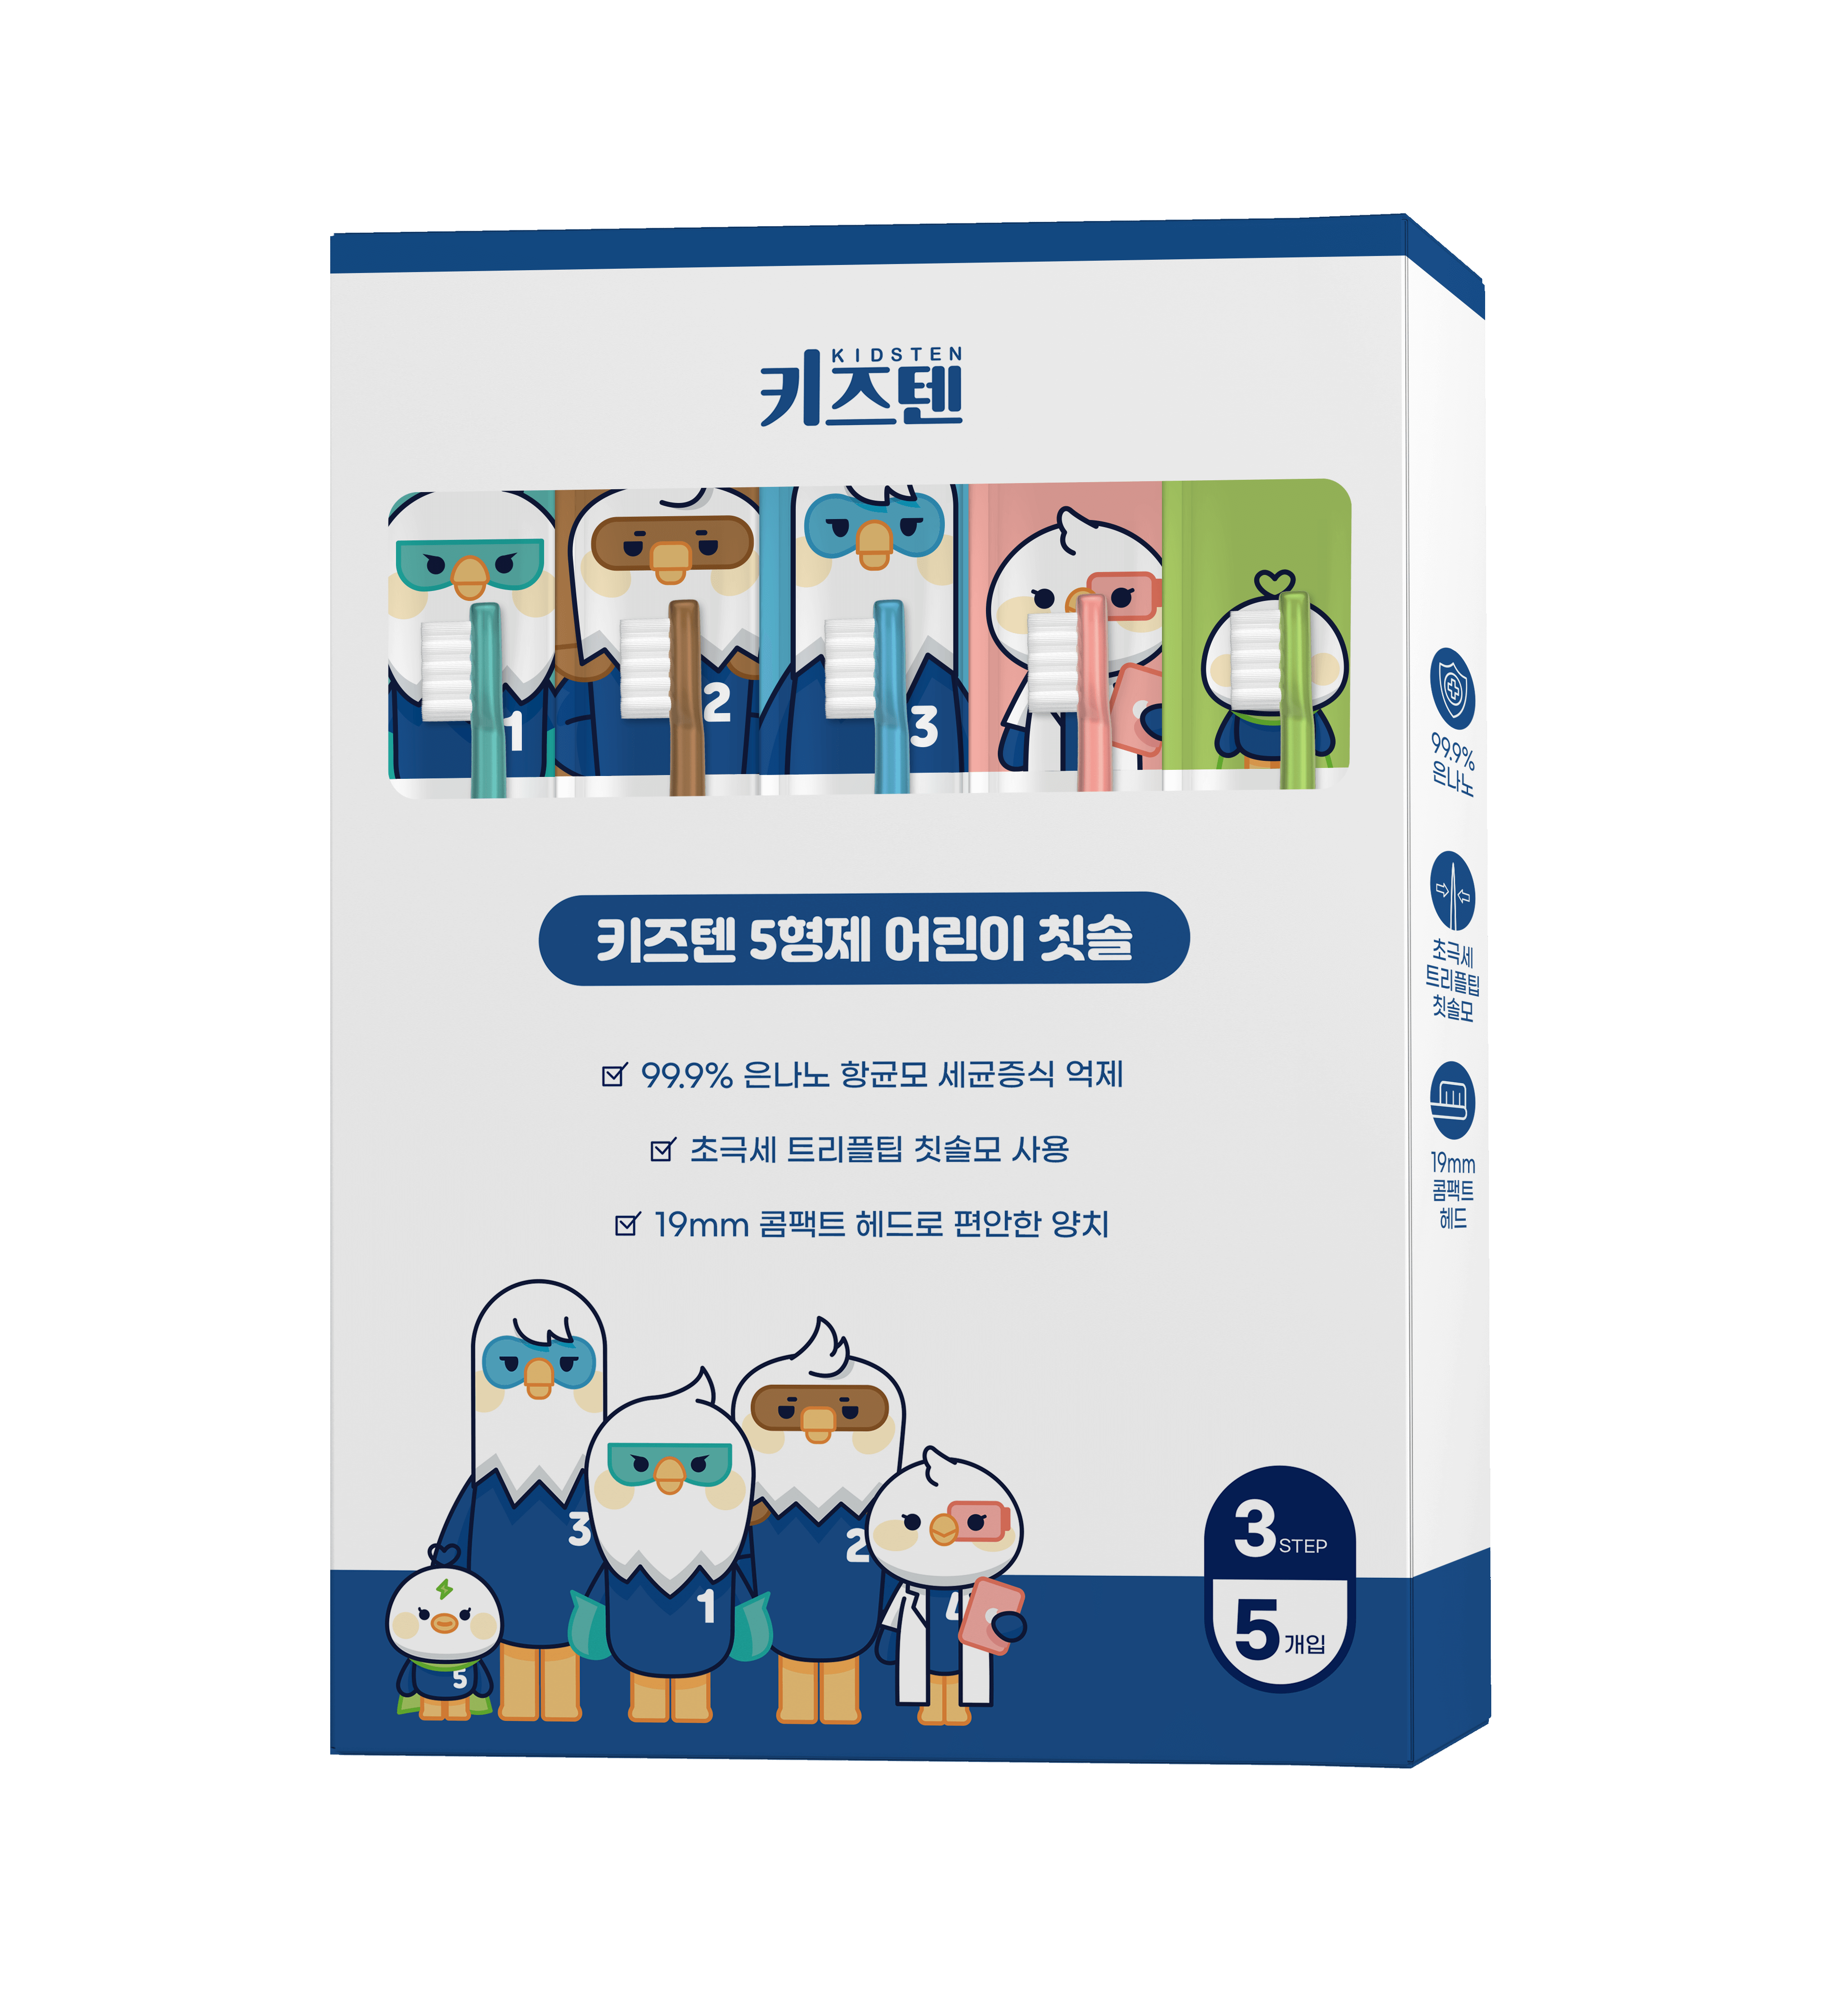 KIDSTEN
키즈텐
1
2
3
키즈텐 5형제 어린이 칫솔
99.9% 은나노 항균모 세균증식 억제
초극세 트리플팁 칫솔모 사용
19mm 콤팩트 헤드로 편안한 양치
3
2
1
4
5
3 STEP
5 개입
99.9%
은나노
초극세
트리플팁
칫솔모
19mm
콤팩트
헤드